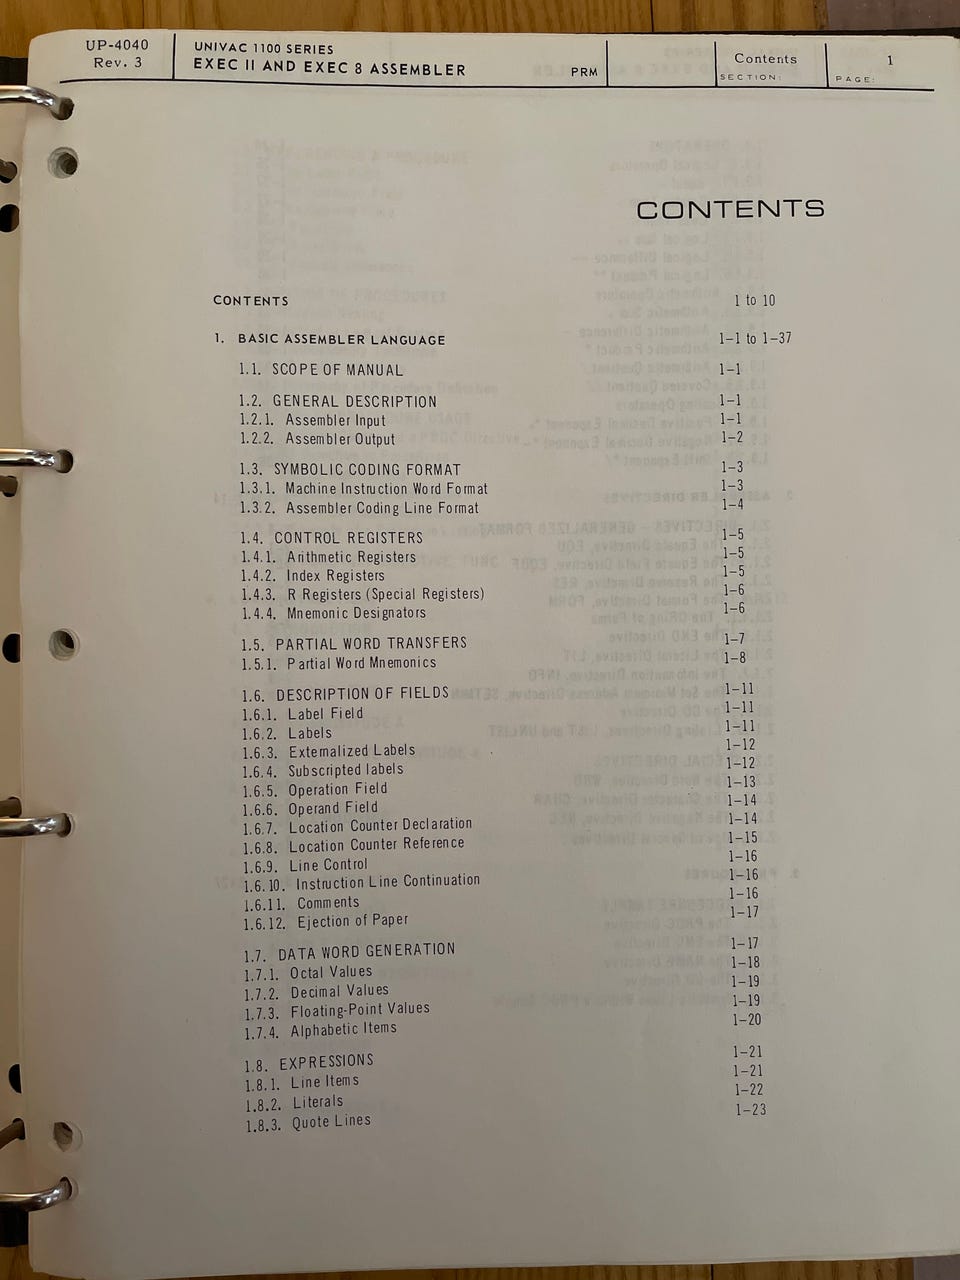 UP-4040
Rev. 3
UNIVAC 1100 SERIES
EXEC II AND EXEC 8 ASSEMBLER
PRM
Contents
SECTION:
1
PAGE:
CONTENTS
CONTENTS 1 to 10
1. BASIC ASSEMBLER LANGUAGE 1-1 to 1-37
1.1. SCOPE OF MANUAL 1-1
1.2. GENERAL DESCRIPTION 1-1
1.2.1. Assembler Input 1-1
1.2.2. Assembler Output 1-2
1.3. SYMBOLIC CODING FORMAT 1-3
1.3.1. Machine Instruction Word Format 1-3
1.3.2. Assembler Coding Line Format 1-4
1.4. CONTROL REGISTERS 1-5
1.4.1. Arithmetic Registers 1-5
1.4.2. Index Registers 1-5
1.4.3. R Registers (Special Registers) 1-6
1.4.4. Mnemonic Designators 1-6
1.5. PARTIAL WORD TRANSFERS 1-7
1.5.1. Partial Word Mnemonics 1-8
1.6. DESCRIPTION OF FIELDS 1-11
1.6.1. Label Field 1-11
1.6.2. Labels 1-11
1.6.3. Externalized Labels 1-12
1.6.4. Subscripted labels 1-12
1.6.5. Operation Field 1-13
1.6.6. Operand Field 1-14
1.6.7. Location Counter Declaration 1-14
1.6.8. Location Counter Reference 1-15
1.6.9. Line Control 1-16
1.6.10. Instruction Line Continuation 1-16
1.6.11. Comments 1-16
1.6.12. Ejection of Paper 1-17
1.7. DATA WORD GENERATION 1-17
1.7.1. Octal Values 1-18
1.7.2. Decimal Values 1-19
1.7.3. Floating-Point Values 1-19
1.7.4. Alphabetic Items 1-20
1.8. EXPRESSIONS 1-21
1.8.1. Line Items 1-21
1.8.2. Literals 1-22
1.8.3. Quote Lines 1-23